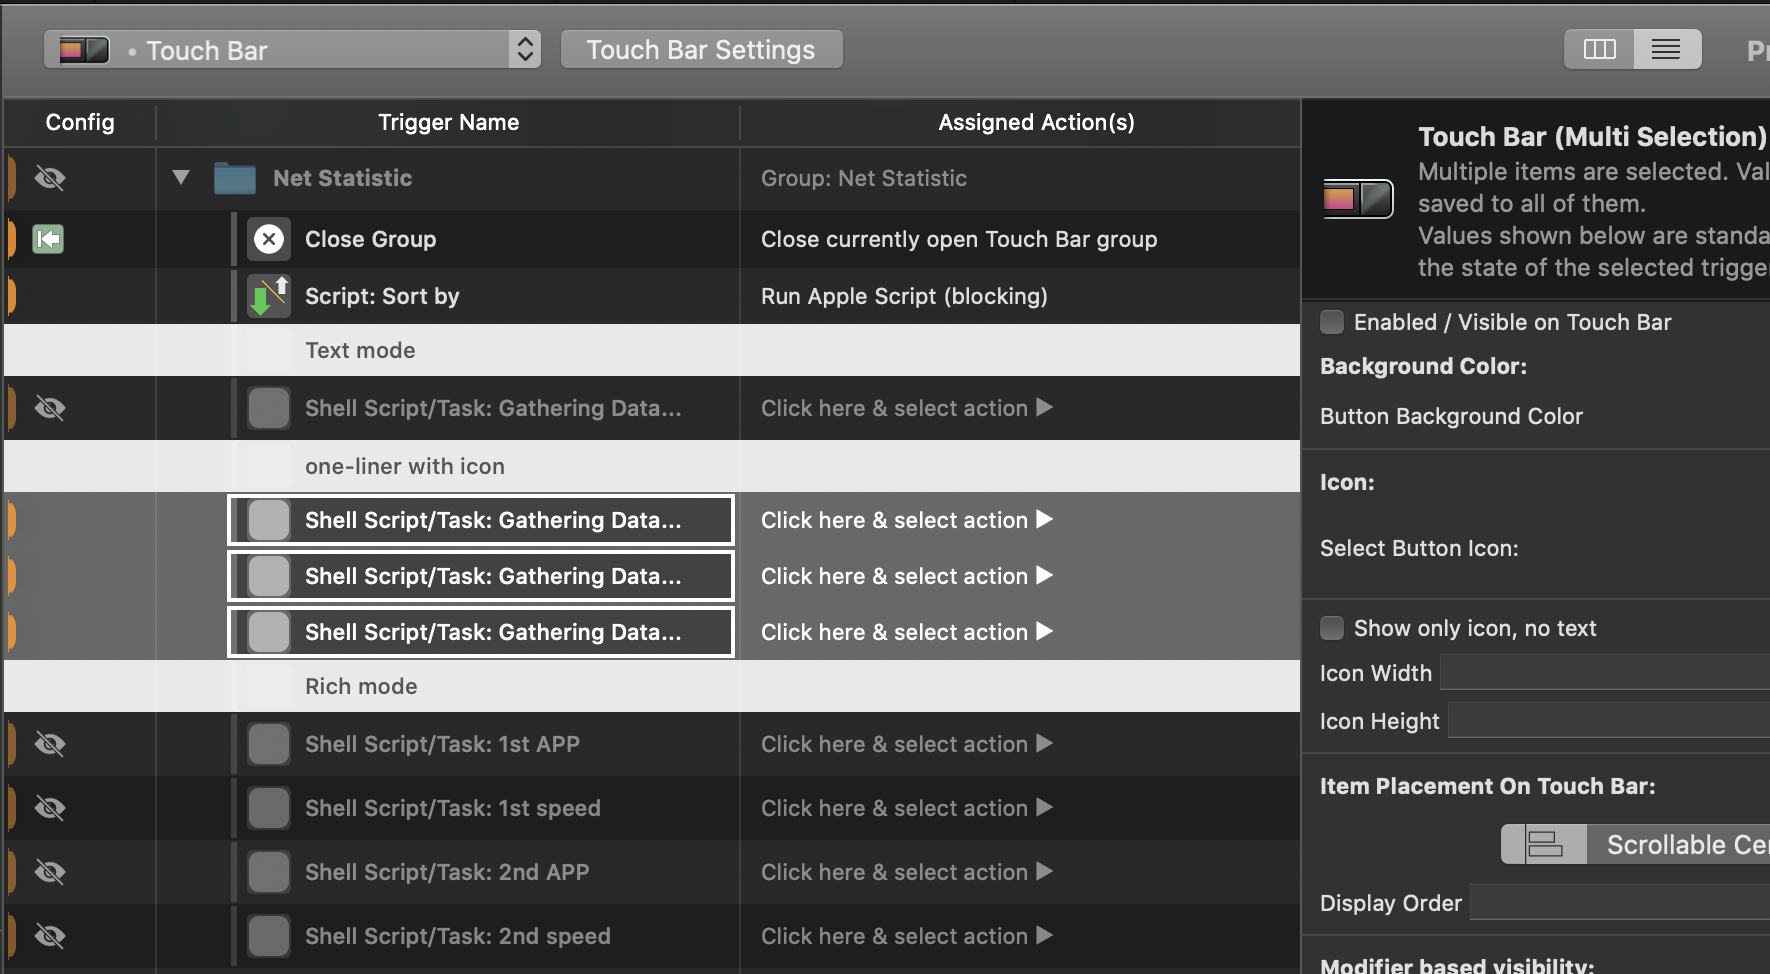 • Touch Bar
Touch Bar Settings
Config
Trigger Name
Assigned Action(s)
Net Statistic
Group: Net Statistic
Close Group
Close currently open Touch Bar group
Script: Sort by
Run Apple Script (blocking)
Text mode
Shell Script/Task: Gathering Data...
Click here & select action ▶
one-liner with icon
Shell Script/Task: Gathering Data...
Click here & select action ▶
Shell Script/Task: Gathering Data...
Click here & select action ▶
Shell Script/Task: Gathering Data...
Click here & select action ▶
Rich mode
Shell Script/Task: 1st APP
Click here & select action ▶
Shell Script/Task: 1st speed
Click here & select action ▶
Shell Script/Task: 2nd APP
Click here & select action ▶
Shell Script/Task: 2nd speed
Click here & select action ▶
Touch Bar (Multi Selection)
Multiple items are selected.
saved to all of them.
Values shown below are
the state of the selected
Enabled / Visible on Touch Bar
Background Color:
Button Background Color
Icon:
Select Button Icon:
Show only icon, no text
Icon Width
Icon Height
Item Placement On Touch Bar:
Scrollable
Display Order
Modifier based visibility: